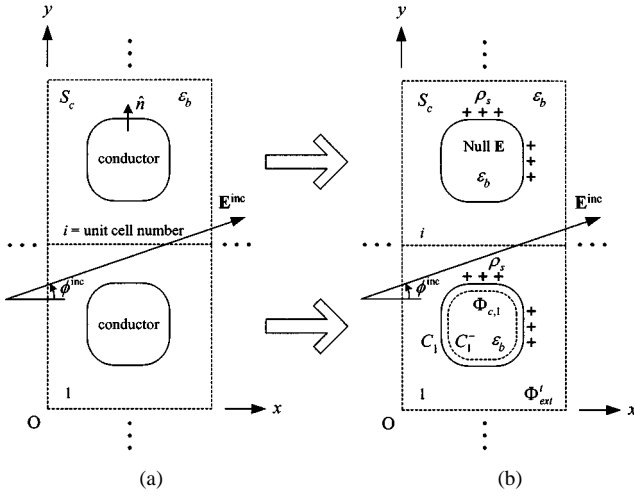 y
S_c ε_b
n̂
conductor
E^inc
i = unit cell number
ϕ^inc
conductor
1
O x
(a)
y
ρ_s
S_c + + + ε_b
Null E +
ε_b +
+
E^inc
i
ρ_s
+ + +
ϕ^inc
Φ_c,1 +
C_1 C_1^- ε_b +
+
1 Φ^t_ext
O x
(b)